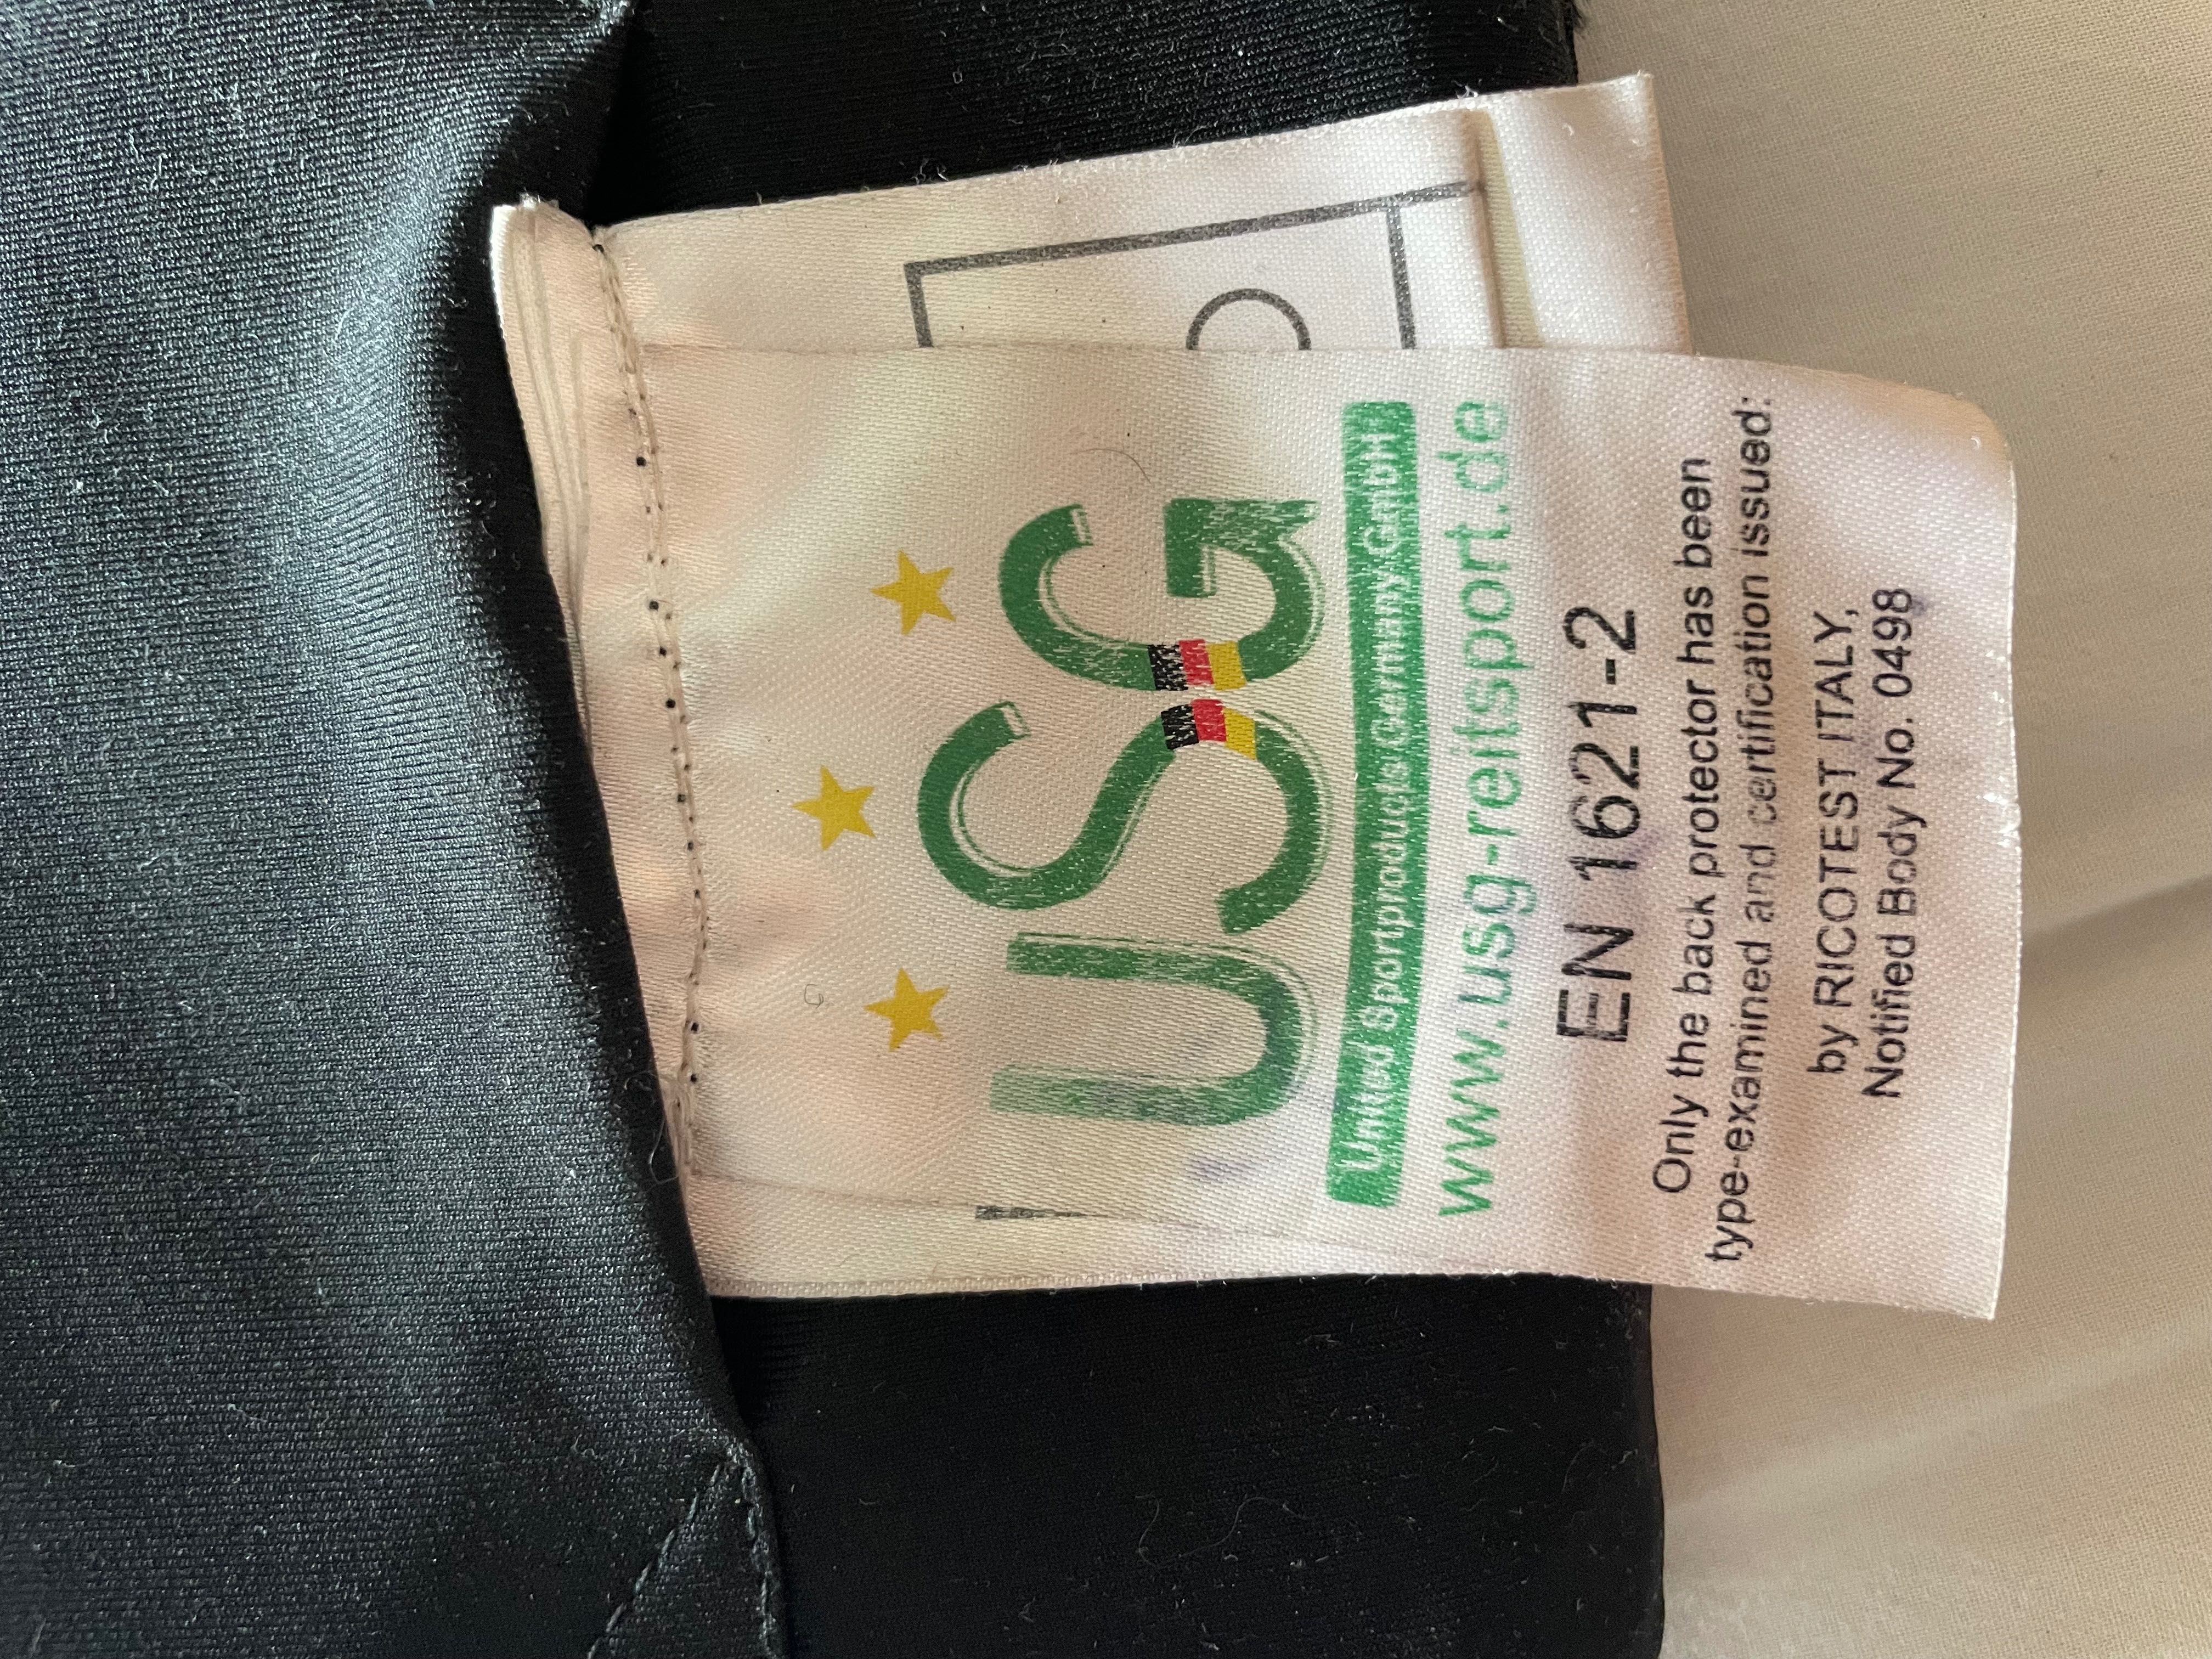 USG
United Sportproducts Germany GmbH
www.usg-reitsport.de
EN 1621-2
Only the back protector has been
type-examined and certification issued:
by RICOTEST ITALY,
Notified Body No. 0498